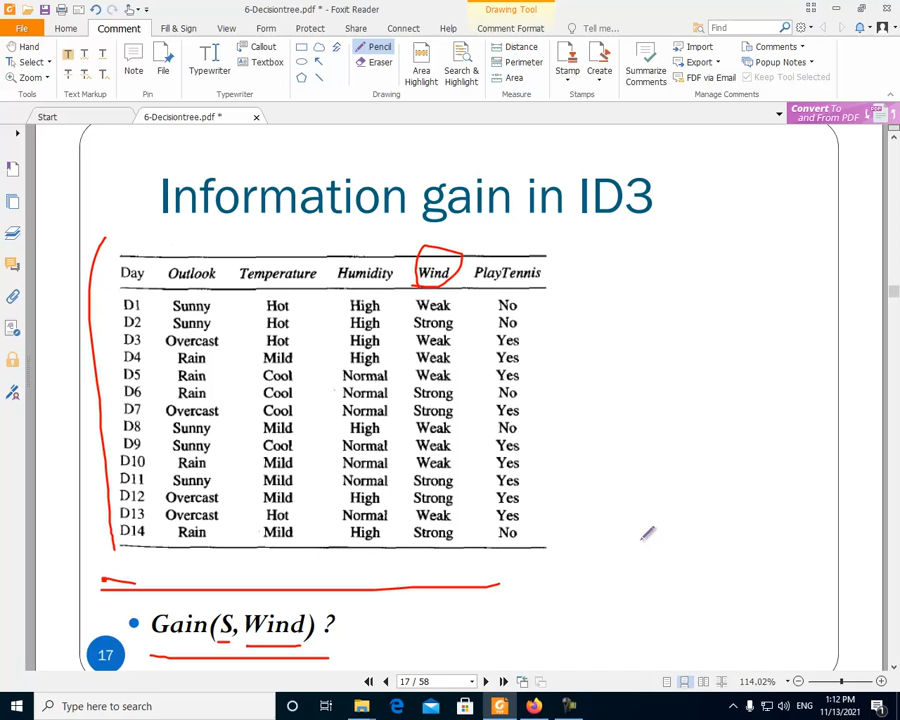 6-Decisiontree.pdf * - Foxit Reader
Drawing Tool
File Home Comment Fill & Sign View Form Protect Share Connect Help Comment Format Tell me... Find
Hand
Select
Zoom
Tools
T T T
T T T
Text Markup
Note
File
Pin
Typewriter
Callout
Textbox
Typewriter
Pencil
Eraser
Area Highlight
Search & Highlight
Drawing
Distance
Perimeter
Area
Measure
Stamp
Create
Stamps
Summarize Comments
Import
Export
FDF via Email
Comments
Popup Notes
Keep Tool Selected
Manage Comments
Start
6-Decisiontree.pdf *
Convert To and From PDF
PDF
Information gain in ID3
Day Outlook Temperature Humidity Wind PlayTennis
D1 Sunny Hot High Weak No
D2 Sunny Hot High Strong No
D3 Overcast Hot High Weak Yes
D4 Rain Mild High Weak Yes
D5 Rain Cool Normal Weak Yes
D6 Rain Cool Normal Strong No
D7 Overcast Cool Normal Strong Yes
D8 Sunny Mild High Weak No
D9 Sunny Cool Normal Weak Yes
D10 Rain Mild Normal Weak Yes
D11 Sunny Mild Normal Strong Yes
D12 Overcast Mild High Strong Yes
D13 Overcast Hot Normal Weak Yes
D14 Rain Mild High Strong No
• Gain(S,Wind) ?
17
17 / 58
114.02%
Type here to search
ENG
1:12 PM
11/13/2021